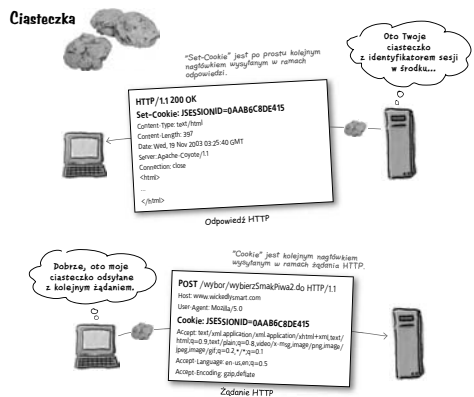 Ciasteczka
"Set-Cookie" jest po prostu kolejnym
nagłówkiem wysyłanym w ramach
odpowiedzi.
Oto Twoje
ciasteczko
z identyfikatorem sesji
w środku...
HTTP/1.1 200 OK
Set-Cookie: JSESSIONID=0AAB6C8DE415
Content-Type: text/html
Content-Length: 397
Date: Wed, 19 Nov 2003 03:25:40 GMT
Server: Apache-Coyote/1.1
Connection: close
<html>
...
</html>
Odpowiedź HTTP
"Cookie" jest kolejnym nagłówkiem
wysyłanym w ramach żądania HTTP.
Dobrze, oto moje
ciasteczko odsyłane
z kolejnym żądaniem.
POST /wybor/wybierzSmakPiwa2.do HTTP/1.1
Host: www.wickedlysmart.com
User-Agent: Mozilla/5.0
Cookie: JSESSIONID=0AAB6C8DE415
Accept: text/xml,application/xml,application/xhtml+xml,text/
html;q=0.9,text/plain;q=0.8,video/x-msg,image/png,image/
jpeg,image/gif;q=0.2,*/*;q=0.1
Accept-Language: en-us,en;q=0.5
Accept-Encoding: gzip,deflate
Żądanie HTTP